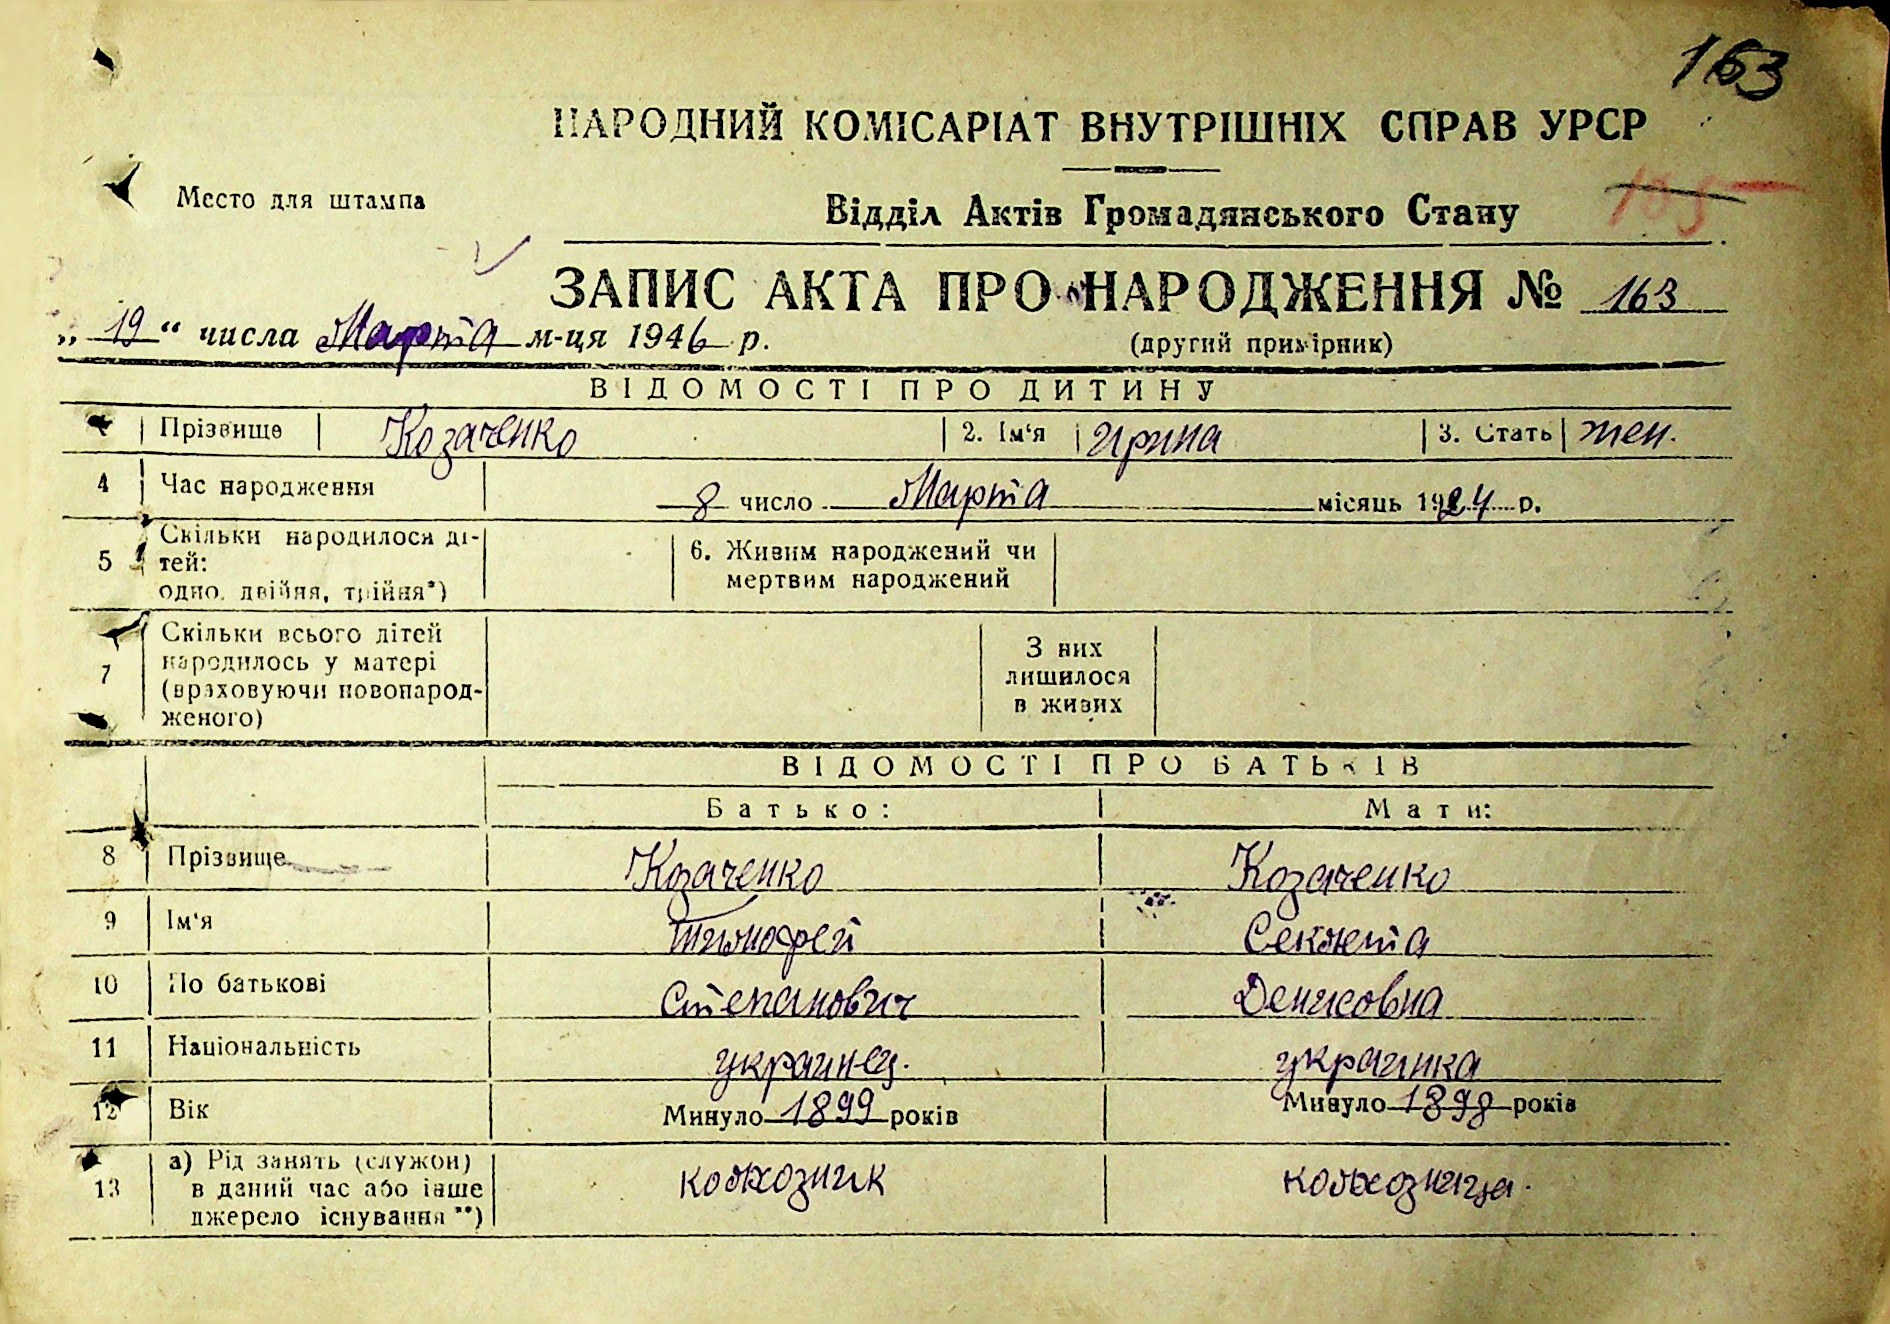 163
НАРОДНИЙ КОМІСАРІАТ ВНУТРІШНІХ СПРАВ УРСР
Место для штампа
105
Відділ Актів Громадянського Стану
ЗАПИС АКТА ПРО НАРОДЖЕННЯ № 163
„ 19 “ числа Марта м-ця 1946 р.
(другий примірник)
ВІДОМОСТІ ПРО ДИТИНУ
Прізвище Козаченко 2. Ім'я Ирина 3. Стать жен.
4 Час народження 8 число Марта місяць 1924 р.
5 Скільки народилося ді-
тей:
одно, двійня, трійня*)
6. Живим народжений чи
мертвим народжений
7 Скільки всього дітей
народилось у матері
(враховуючи новонарод-
женого)
З них
лишилося
в живих
ВІДОМОСТІ ПРО БАТЬКІВ
Батько: Мати:
8 Прізвище Козаченко Козаченко
9 Ім'я Тимофей Секлета
10 По батькові Степанович Денисовна
11 Національність украинец. украинка
12 Вік Минуло 1899 років Минуло 1898 років
13 а) Рід занять (служби)
в даний час або інше
джерело існування **)
колхозник колхозница.